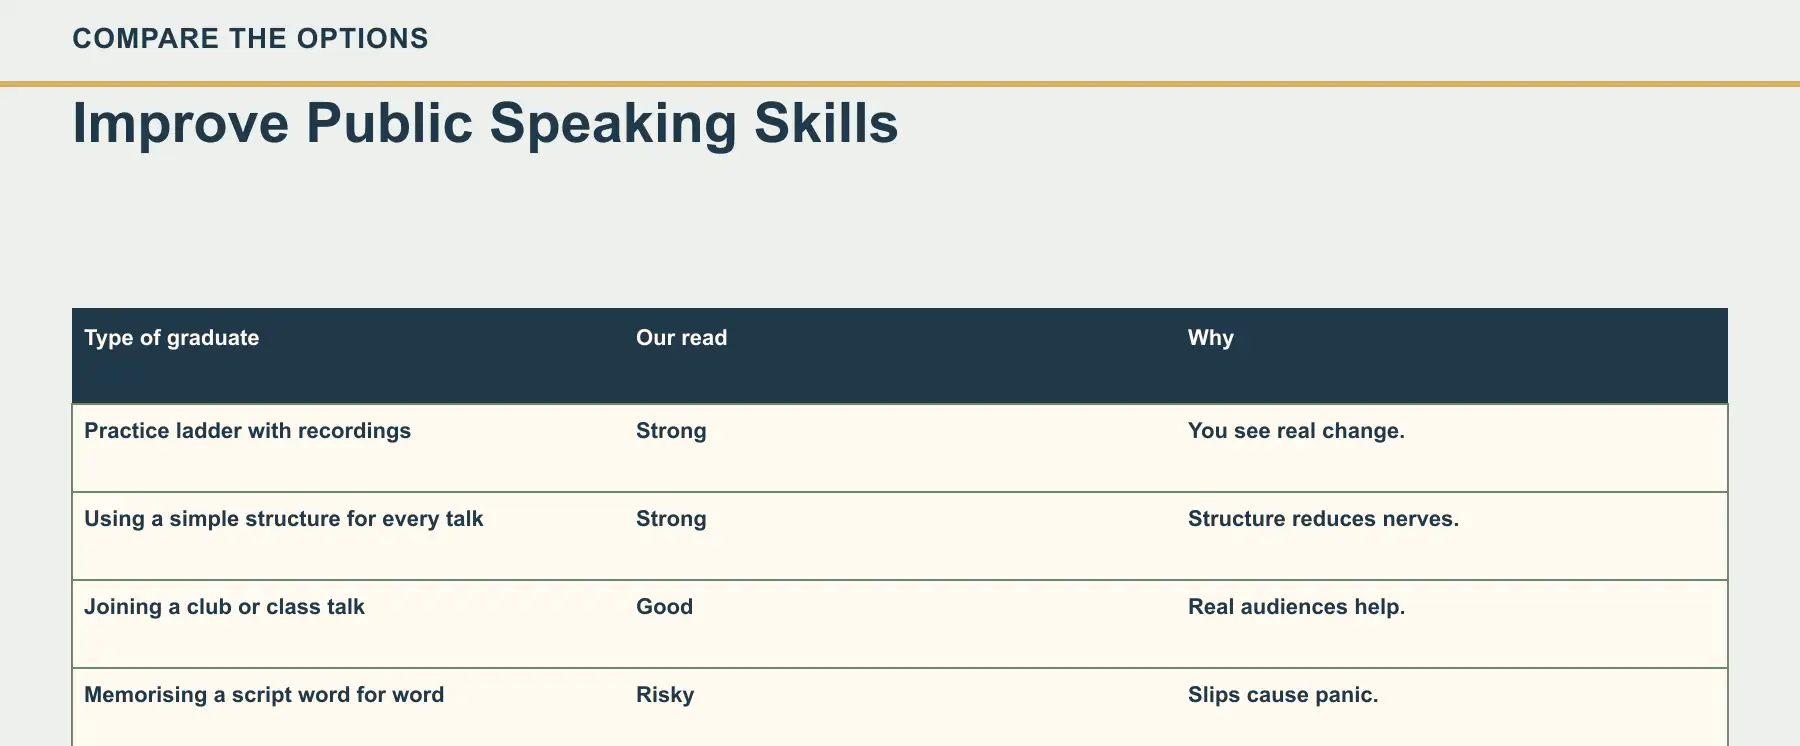 COMPARE THE OPTIONS
Improve Public Speaking Skills
Type of graduate Our read Why
Practice ladder with recordings Strong You see real change.
Using a simple structure for every talk Strong Structure reduces nerves.
Joining a club or class talk Good Real audiences help.
Memorising a script word for word Risky Slips cause panic.